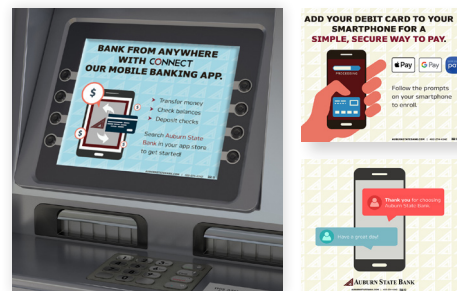 BANK FROM ANYWHERE
WITH CONNECT
OUR MOBILE BANKING APP.
Transfer money
Check balances
Deposit checks
Search Auburn State
Bank in your app store
to get started!
ADD YOUR DEBIT CARD TO YOUR
SMARTPHONE FOR A
SIMPLE, SECURE WAY TO PAY.
PROCESSING
Pay
G Pay
Follow the prompts
on your smartphone
to enroll.
Thank you for choosing
Auburn State Bank.
Have a great day!
AUBURN STATE BANK